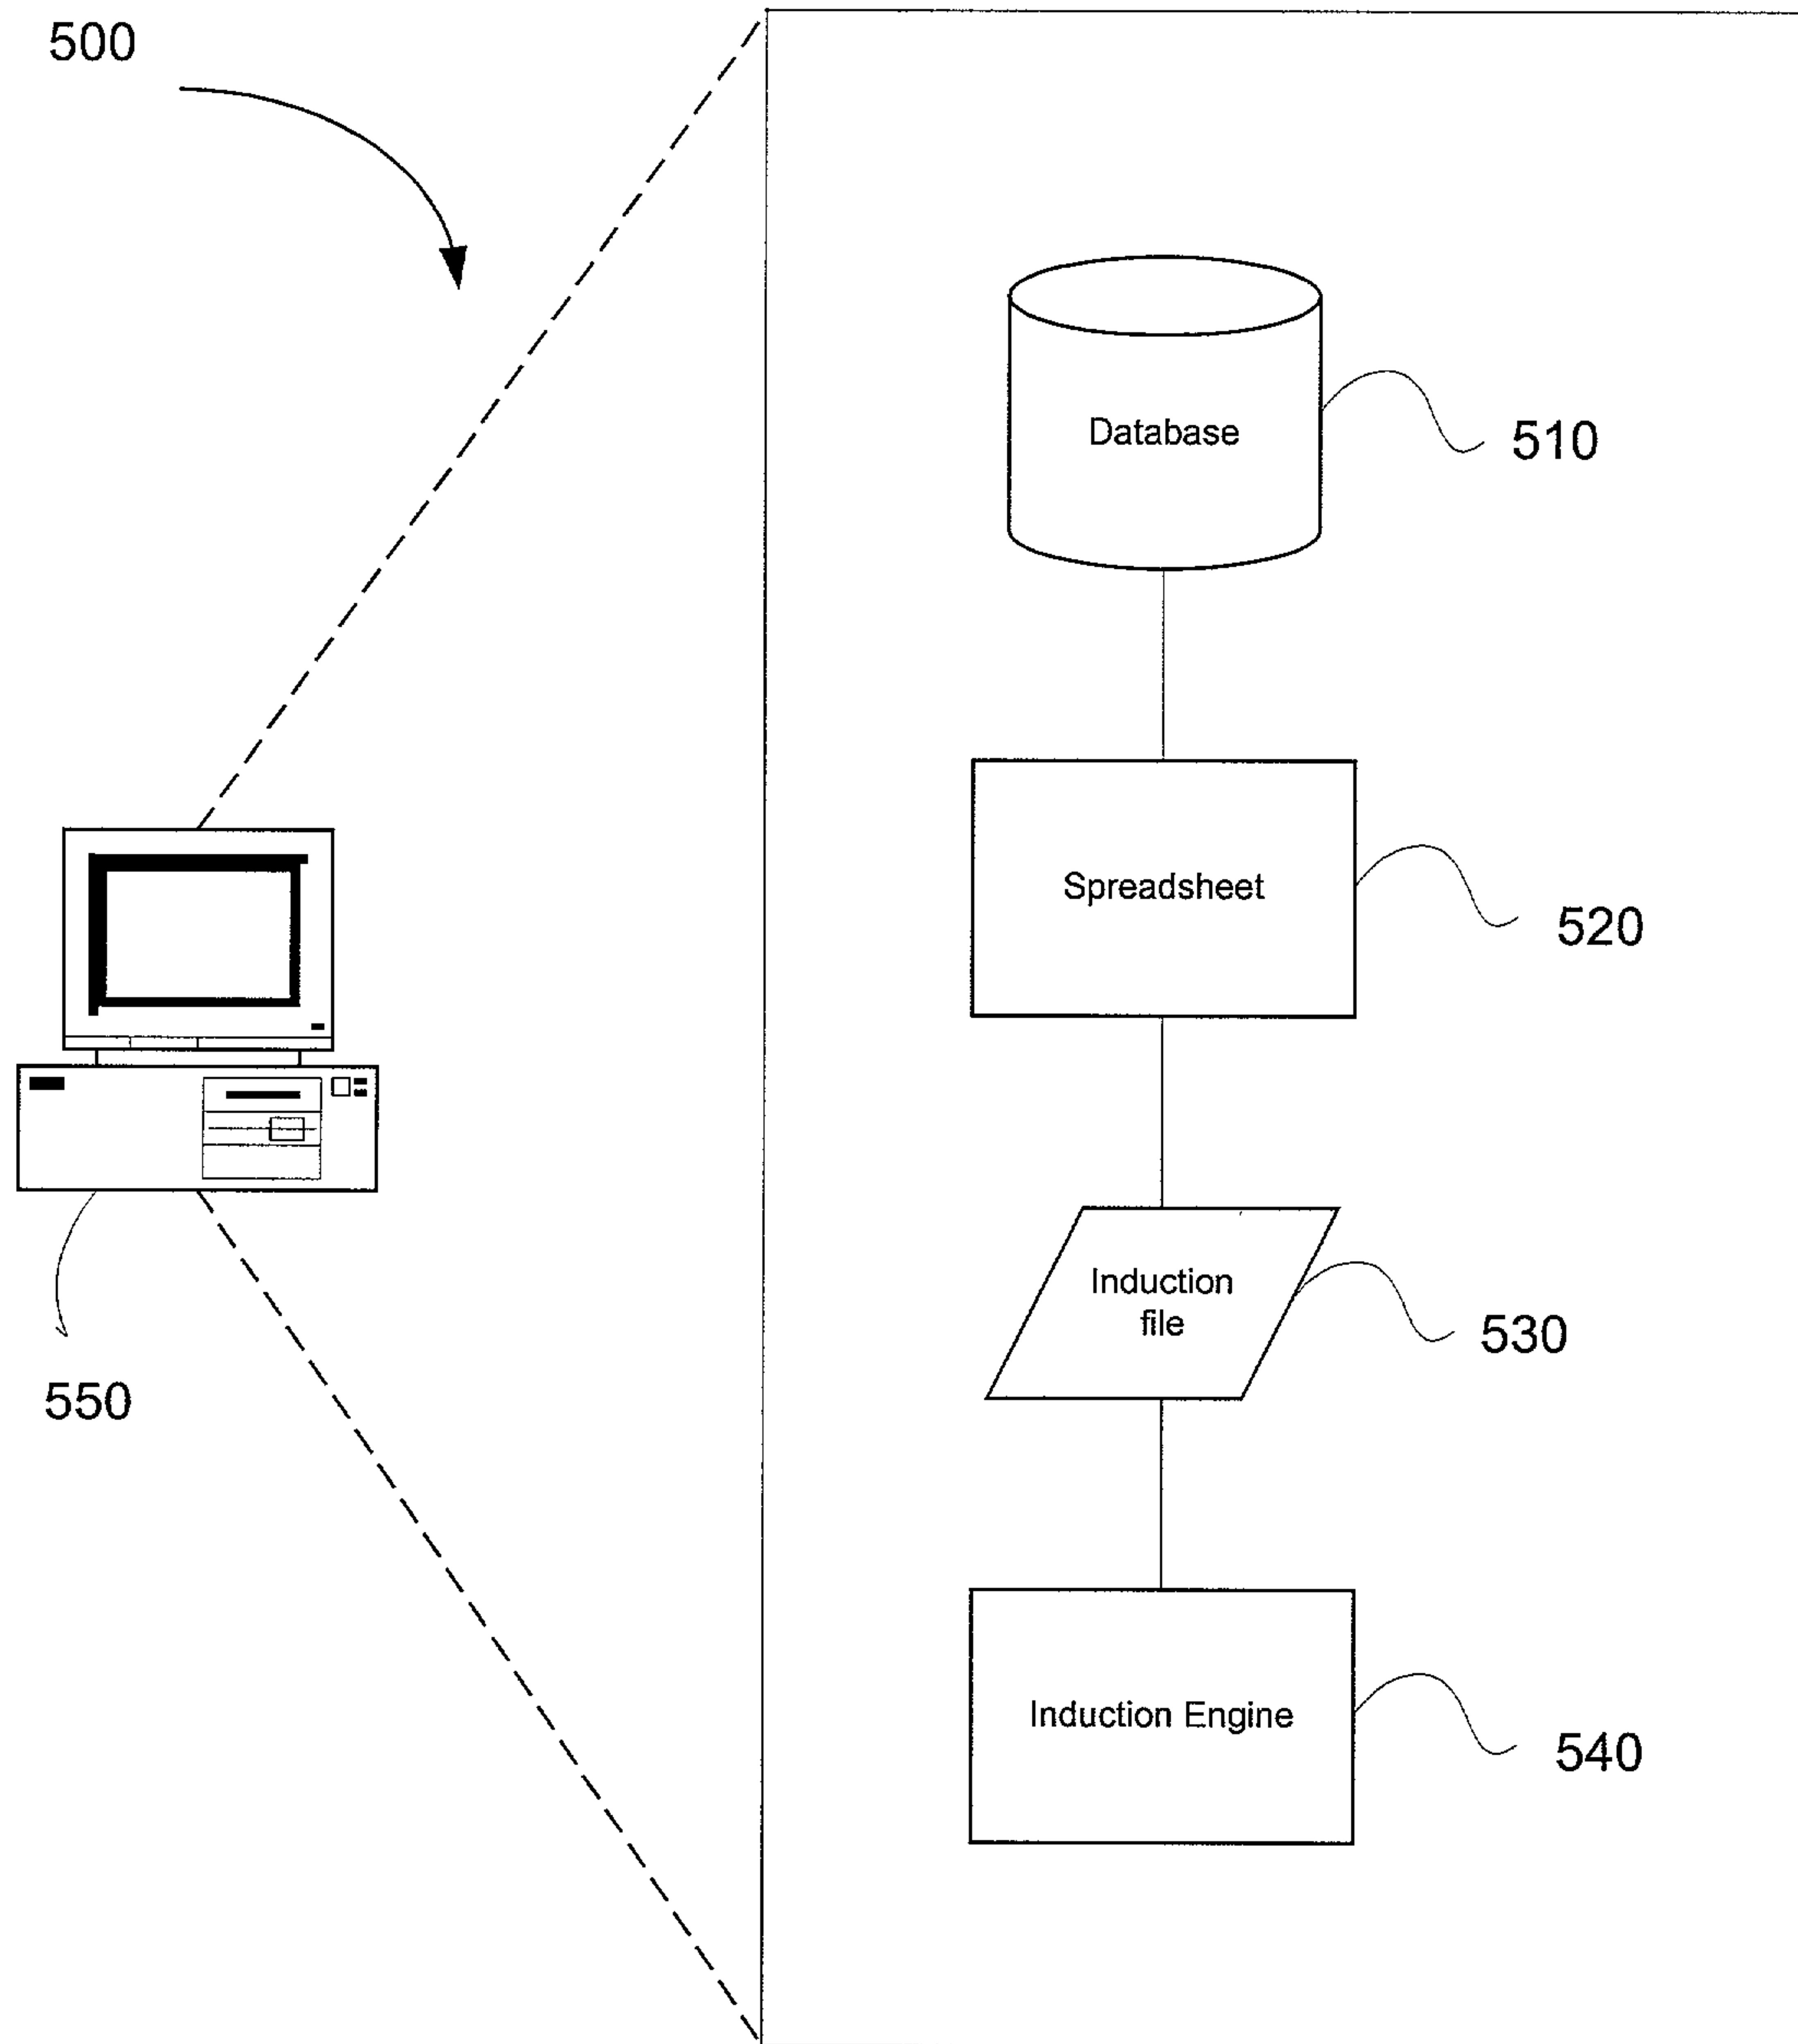 500
Database
510
Spreadsheet
520
Induction
file
530
550
Induction Engine
540